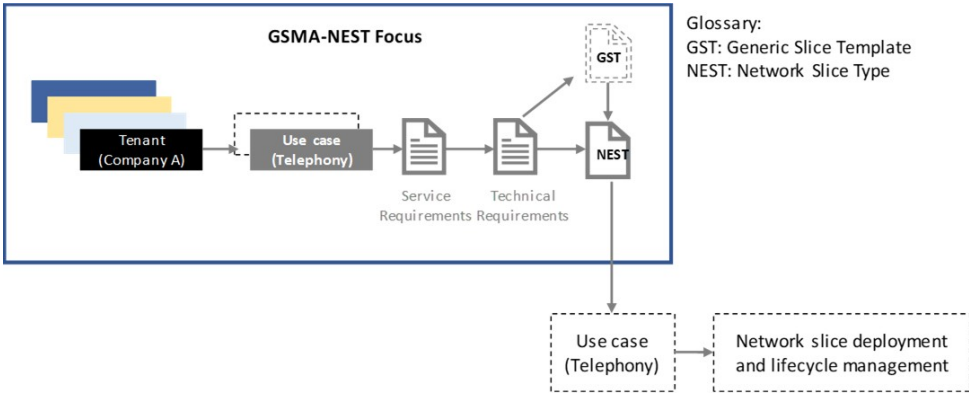 GSMA-NEST Focus
Glossary:
GST: Generic Slice Template
NEST: Network Slice Type
GST
Tenant
(Company A)
Use case
(Telephony)
NEST
Service
Requirements
Technical
Requirements
Use case
(Telephony)
Network slice deployment
and lifecycle management